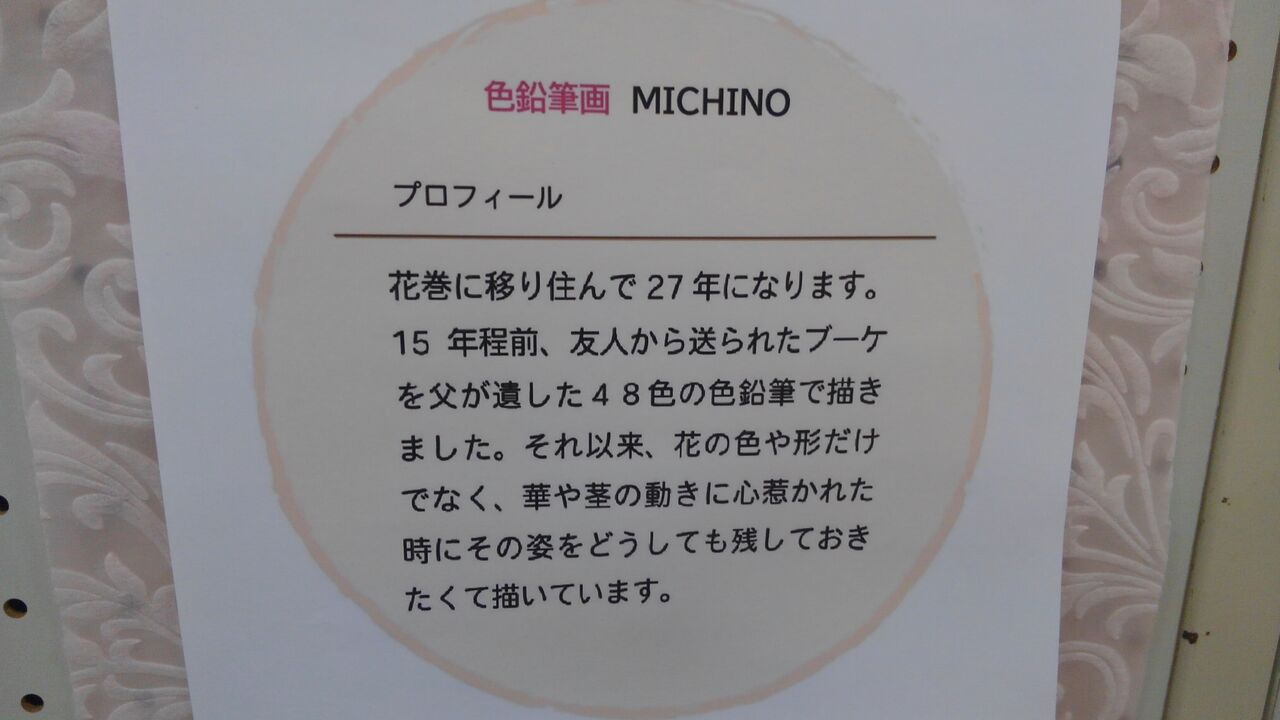 色鉛筆画 MICHINO
プロフィール
花巻に移り住んで 27 年になります。
15 年程前、友人から送られたブーケ
を父が遺した４８色の色鉛筆で描き
ました。それ以来、花の色や形だけ
でなく、華や茎の動きに心惹かれた
時にその姿をどうしても残しておき
たくて描いています。